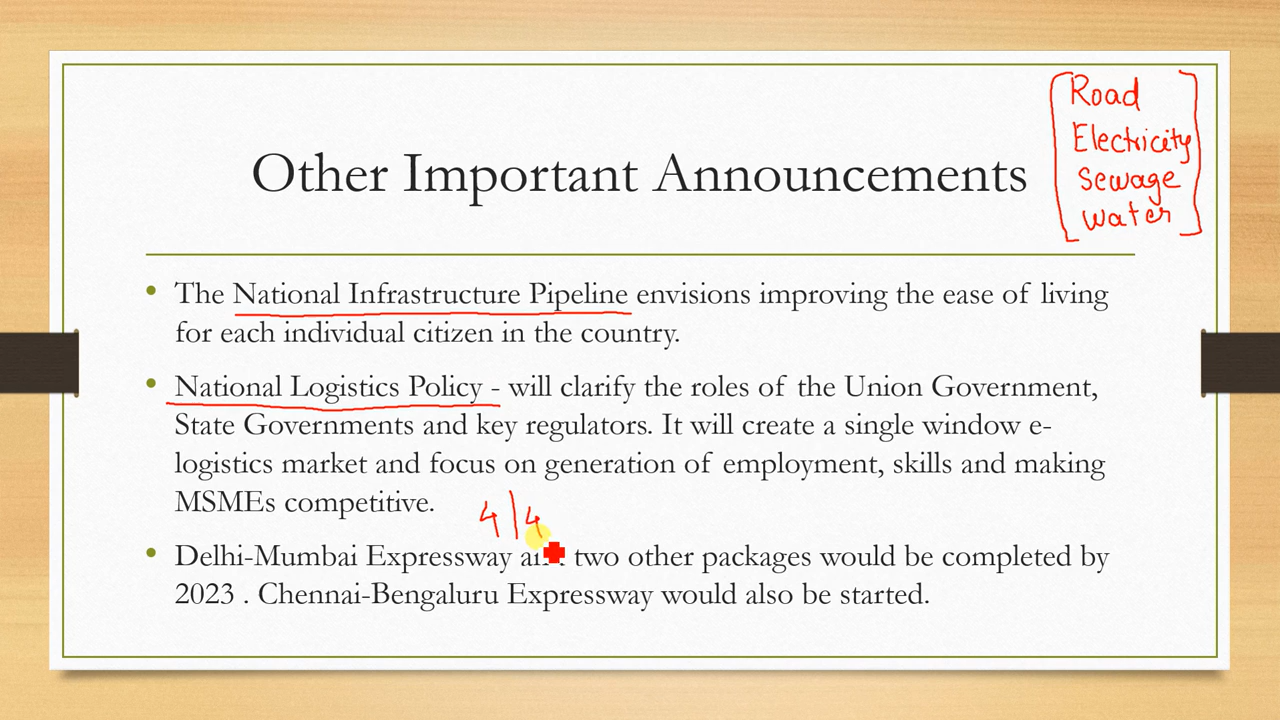 Road
Electricity
Sewage
Water
Other Important Announcements
• The National Infrastructure Pipeline envisions improving the ease of living
for each individual citizen in the country.
• National Logistics Policy - will clarify the roles of the Union Government,
State Governments and key regulators. It will create a single window e-
logistics market and focus on generation of employment, skills and making
MSMEs competitive.
4|4
• Delhi-Mumbai Expressway two other packages would be completed by
2023 . Chennai-Bengaluru Expressway would also be started.